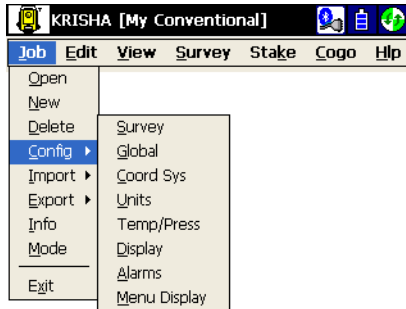 KRISHA [My Conventional]
Job Edit View Survey Stake Cogo Hlp
Open
New
Delete
Config
Import
Export
Info
Mode
Exit
Survey
Global
Coord Sys
Units
Temp/Press
Display
Alarms
Menu Display